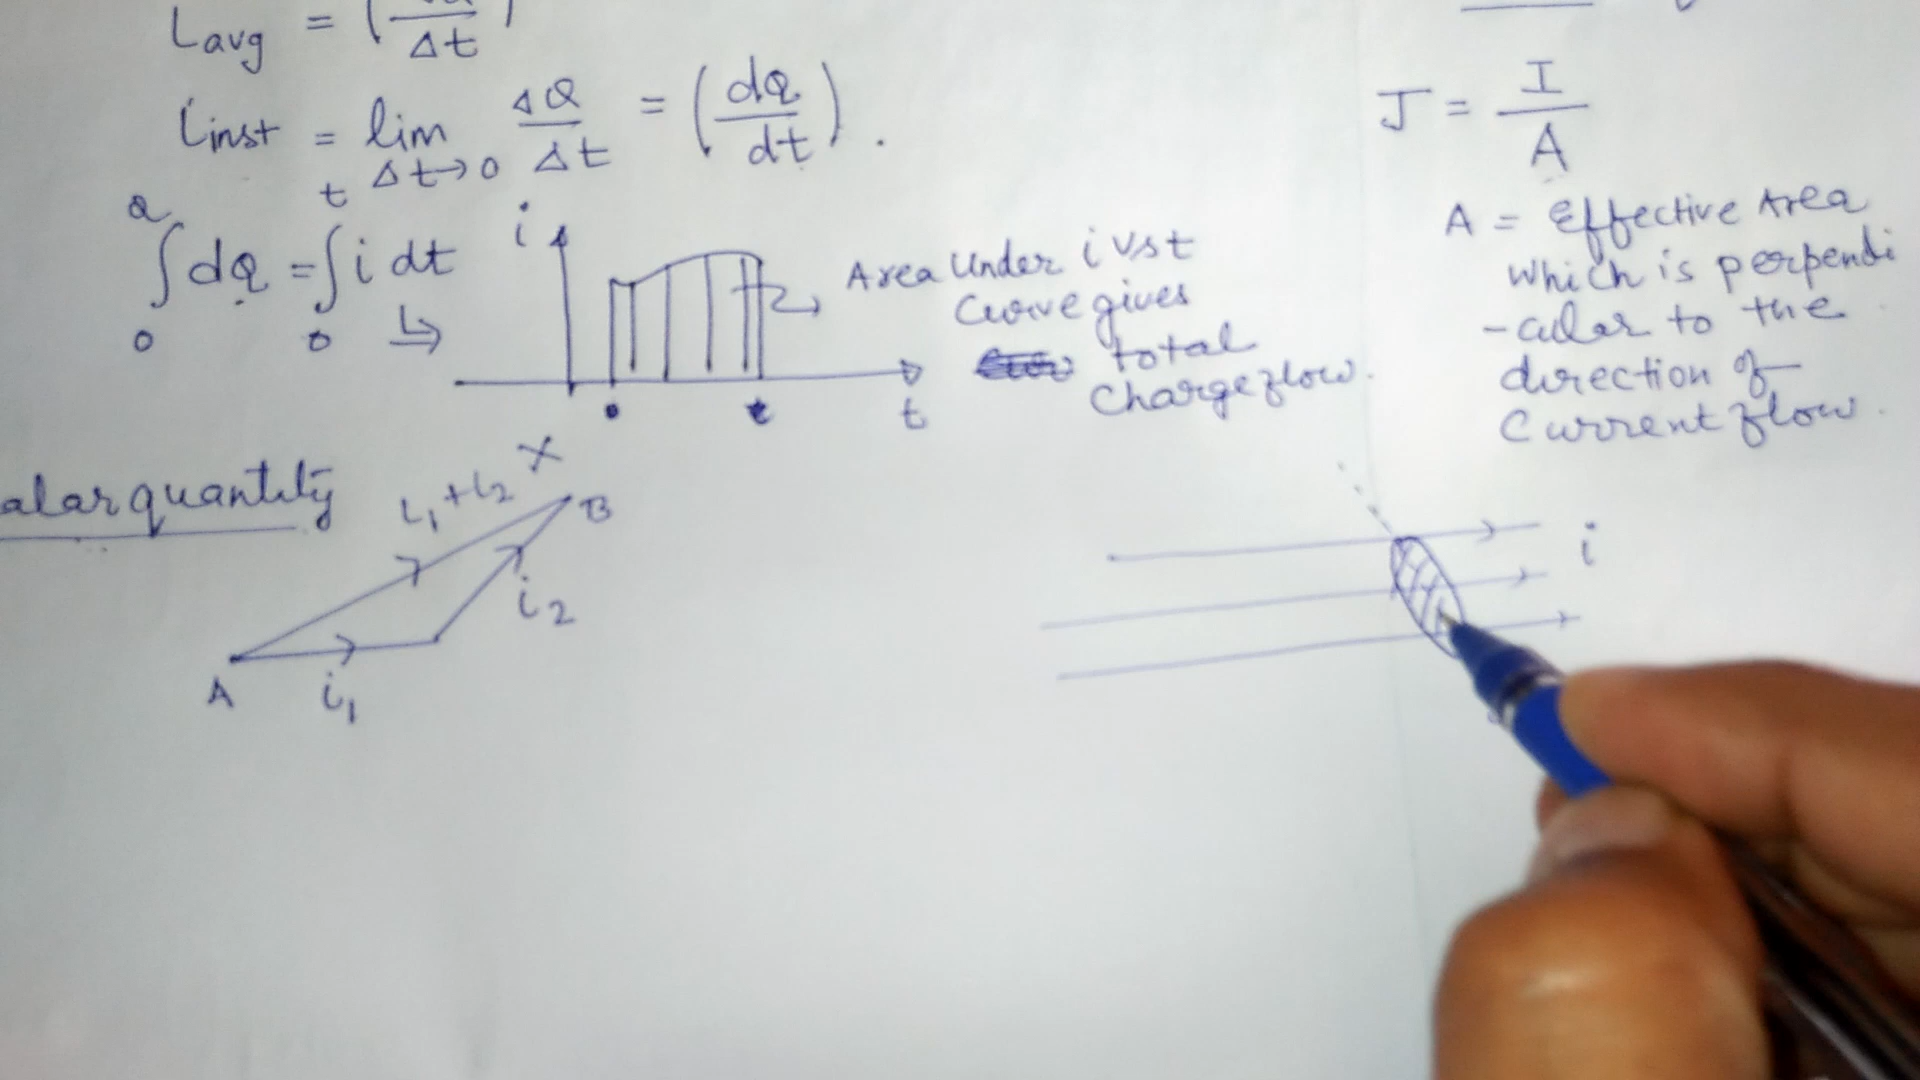 iavg = ( / Δt )
iinst = lim Δt→0 ΔQ / Δt = ( dQ / dt ) .
Q t
∫ dQ = ∫ i dt
0 0
i
0 t t
Area Under i vs t
Curve gives
total
Charge flow.
alar quantity
i1 + i2 X
B
i2
A
i1
J = I / A
A = Effective Area
which is perpendi
-cular to the
direction of
Current flow.
i